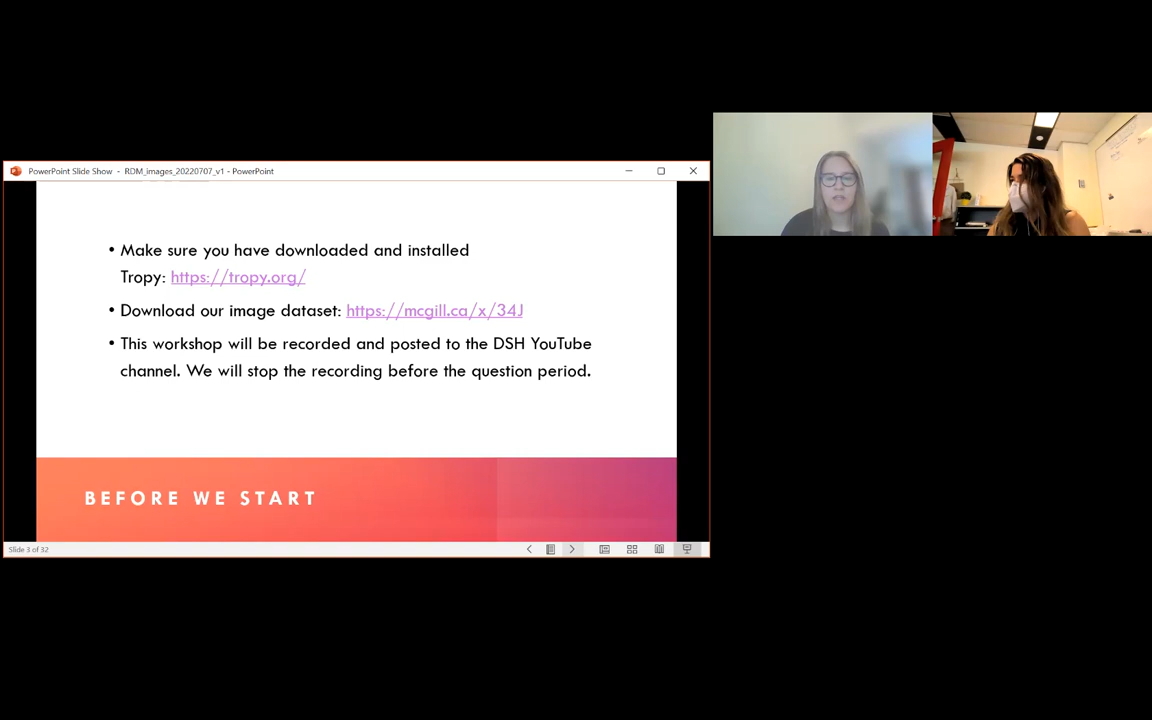 PowerPoint Slide Show - RDM_images_20220707_v1 - PowerPoint
• Make sure you have downloaded and installed
Tropy: https://tropy.org/
• Download our image dataset: https://mcgill.ca/x/34J
• This workshop will be recorded and posted to the DSH YouTube
channel. We will stop the recording before the question period.
BEFORE WE START
Slide 3 of 32